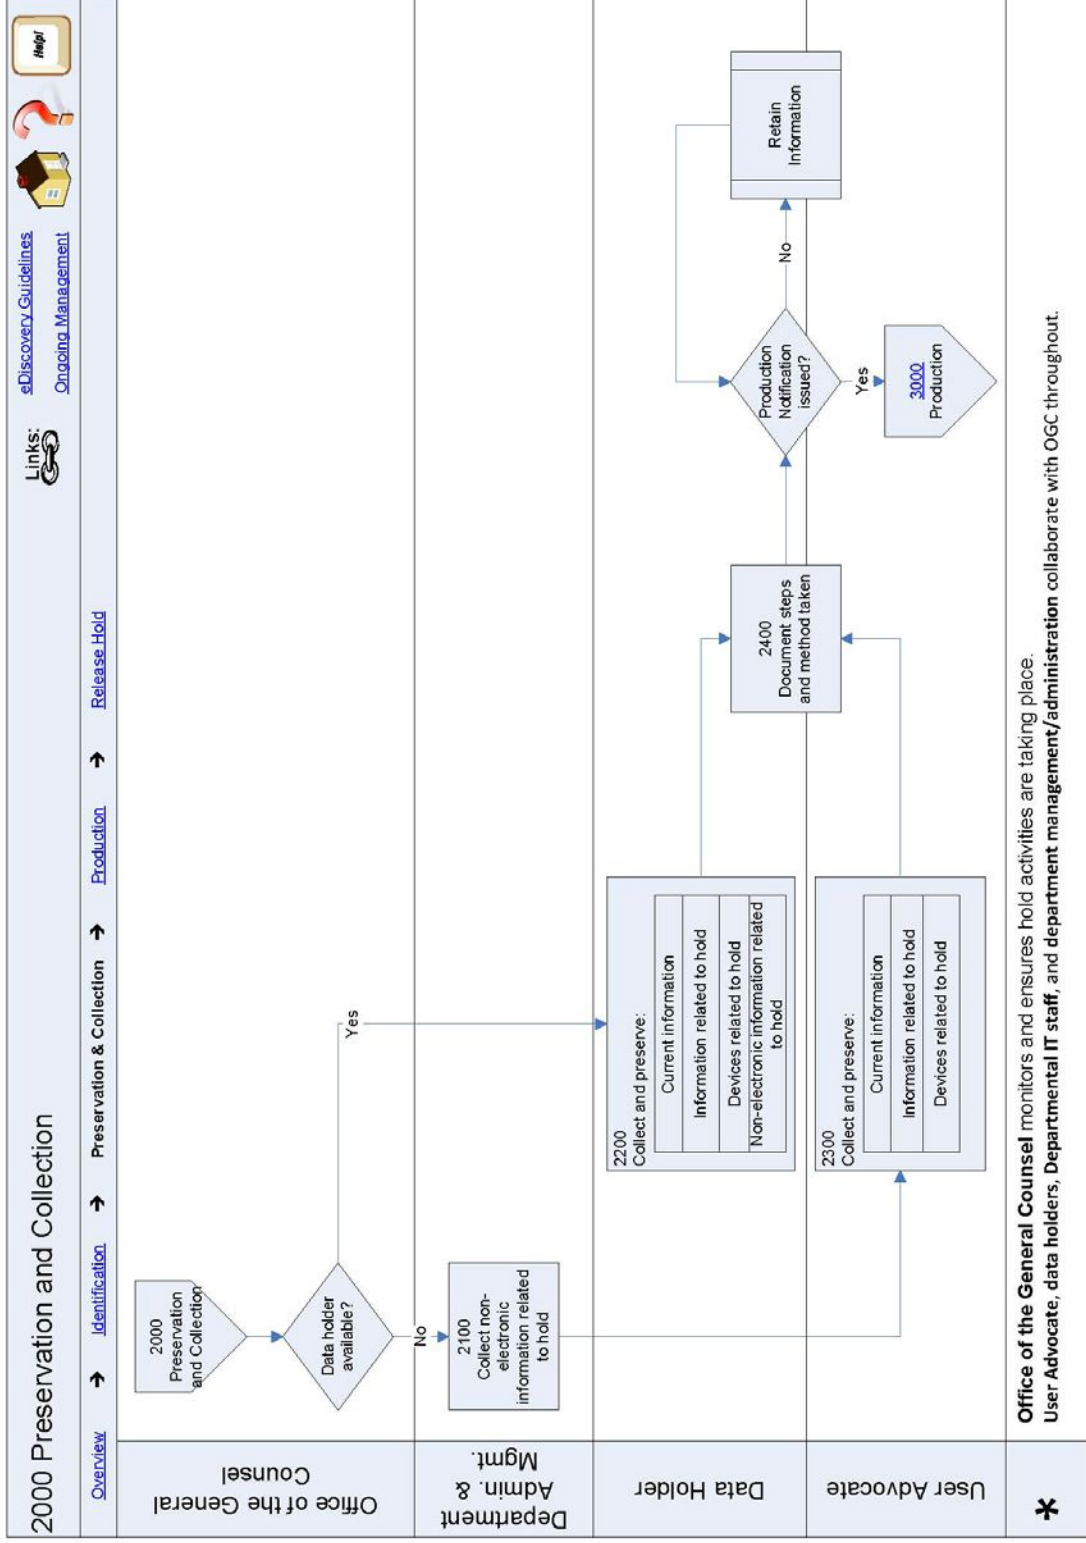 2000 Preservation and Collection
Links:
eDiscovery Guidelines
Ongoing Management
Help!
Overview → Identification → Preservation & Collection → Production → Release Hold
Office of the General
Counsel
2000
Preservation
and Collection
Data holder
available?
Yes
No
Department
Admin. &
Mgmt.
2100
Collect non-
electronic
information related
to hold
Data Holder
2200
Collect and preserve:
Current information
Information related to hold
Devices related to hold
Non-electronic information related
to hold
2400
Document steps
and method taken
Production
Notification
issued?
No
Retain
Information
Yes
3000
Production
User Advocate
2300
Collect and preserve:
Current information
Information related to hold
Devices related to hold
*
Office of the General Counsel monitors and ensures hold activities are taking place.
User Advocate, data holders, Departmental IT staff, and department management/administration collaborate with OGC throughout.